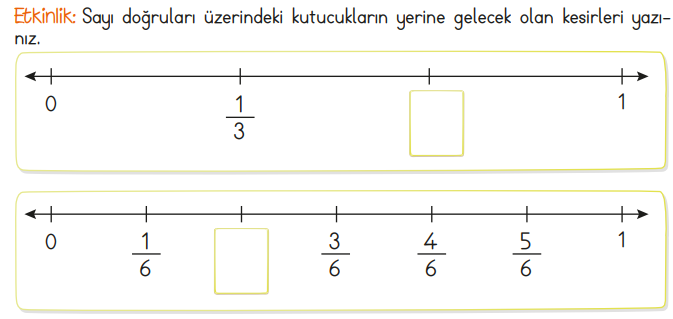 Etkinlik: Sayı doğruları üzerindeki kutucukların yerine gelecek olan kesirleri yazı-
nız.
0 1/3 1
0 1/6 3/6 4/6 5/6 1